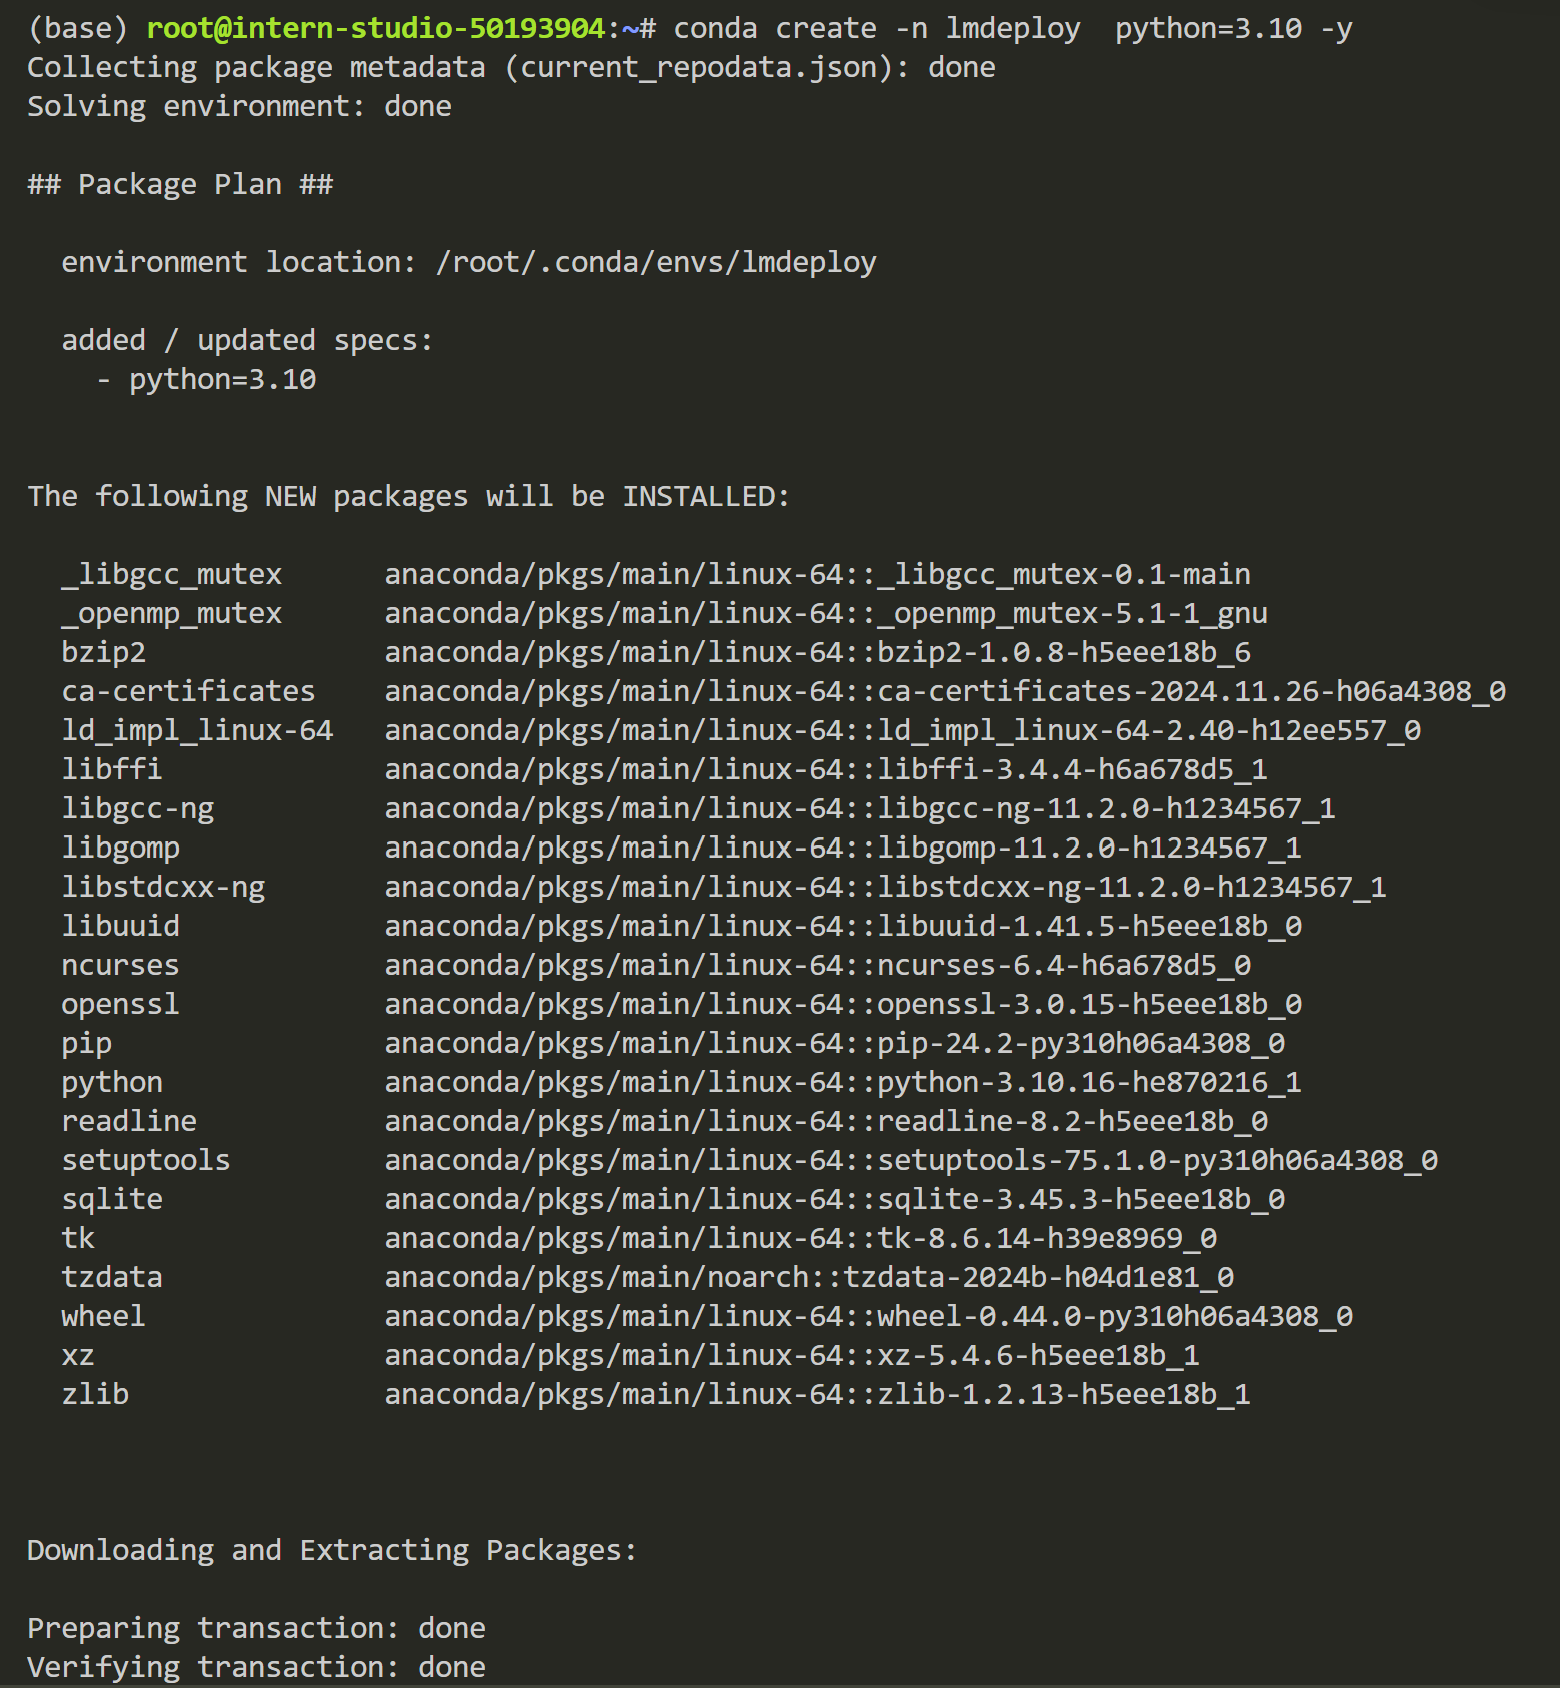 (base) root@intern-studio-50193904:~# conda create -n lmdeploy  python=3.10 -y
Collecting package metadata (current_repodata.json): done
Solving environment: done
## Package Plan ##
environment location: /root/.conda/envs/lmdeploy
added / updated specs:
- python=3.10
The following NEW packages will be INSTALLED:
_libgcc_mutex      anaconda/pkgs/main/linux-64::_libgcc_mutex-0.1-main
_openmp_mutex      anaconda/pkgs/main/linux-64::_openmp_mutex-5.1-1_gnu
bzip2              anaconda/pkgs/main/linux-64::bzip2-1.0.8-h5eee18b_6
ca-certificates    anaconda/pkgs/main/linux-64::ca-certificates-2024.11.26-h06a4308_0
ld_impl_linux-64   anaconda/pkgs/main/linux-64::ld_impl_linux-64-2.40-h12ee557_0
libffi             anaconda/pkgs/main/linux-64::libffi-3.4.4-h6a678d5_1
libgcc-ng          anaconda/pkgs/main/linux-64::libgcc-ng-11.2.0-h1234567_1
libgomp            anaconda/pkgs/main/linux-64::libgomp-11.2.0-h1234567_1
libstdcxx-ng       anaconda/pkgs/main/linux-64::libstdcxx-ng-11.2.0-h1234567_1
libuuid            anaconda/pkgs/main/linux-64::libuuid-1.41.5-h5eee18b_0
ncurses            anaconda/pkgs/main/linux-64::ncurses-6.4-h6a678d5_0
openssl            anaconda/pkgs/main/linux-64::openssl-3.0.15-h5eee18b_0
pip                anaconda/pkgs/main/linux-64::pip-24.2-py310h06a4308_0
python             anaconda/pkgs/main/linux-64::python-3.10.16-he870216_1
readline           anaconda/pkgs/main/linux-64::readline-8.2-h5eee18b_0
setuptools         anaconda/pkgs/main/linux-64::setuptools-75.1.0-py310h06a4308_0
sqlite             anaconda/pkgs/main/linux-64::sqlite-3.45.3-h5eee18b_0
tk                 anaconda/pkgs/main/linux-64::tk-8.6.14-h39e8969_0
tzdata             anaconda/pkgs/main/noarch::tzdata-2024b-h04d1e81_0
wheel              anaconda/pkgs/main/linux-64::wheel-0.44.0-py310h06a4308_0
xz                 anaconda/pkgs/main/linux-64::xz-5.4.6-h5eee18b_1
zlib               anaconda/pkgs/main/linux-64::zlib-1.2.13-h5eee18b_1
Downloading and Extracting Packages:
Preparing transaction: done
Verifying transaction: done